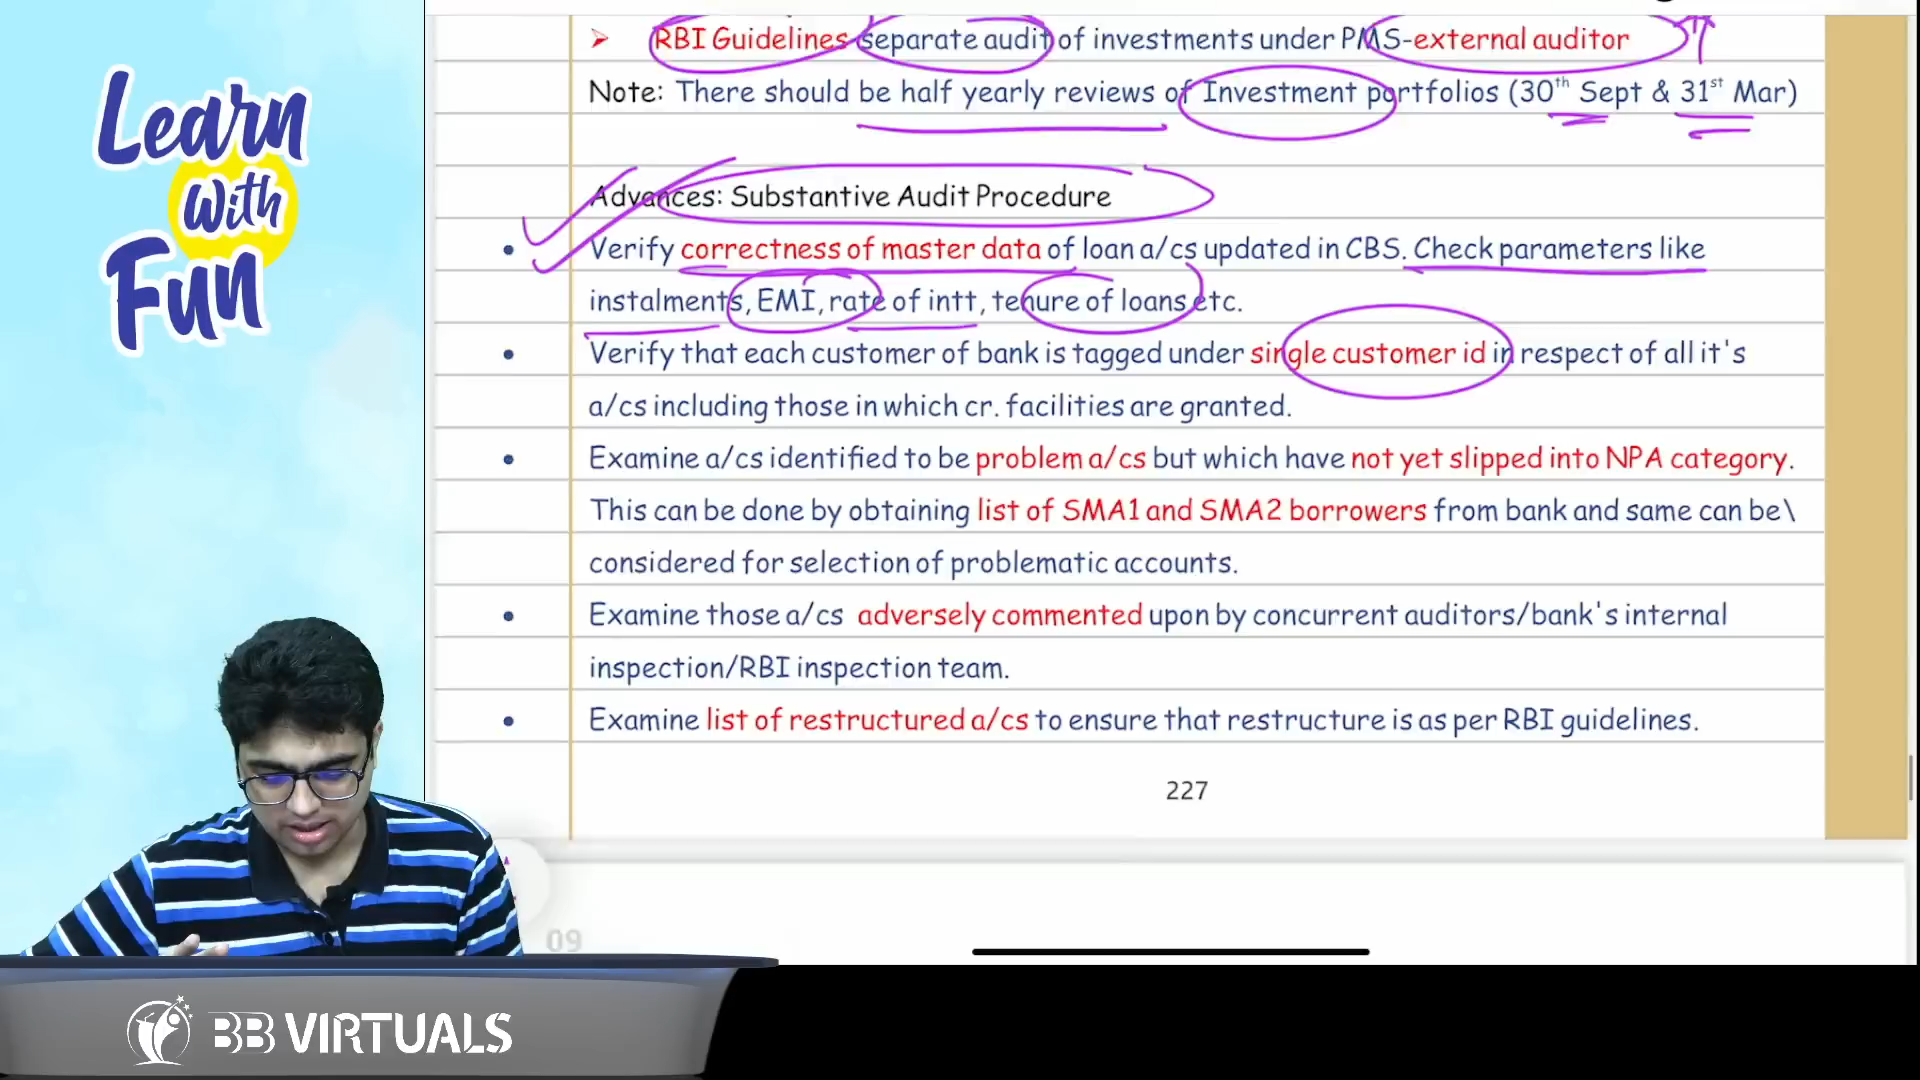 Learn
With
Fun
➢ RBI Guidelines-separate audit of investments under PMS-external auditor
Note: There should be half yearly reviews of Investment portfolios (30th Sept & 31st Mar)
Advances: Substantive Audit Procedure
• Verify correctness of master data of loan a/cs updated in CBS. Check parameters like
instalments, EMI, rate of intt, tenure of loans etc.
• Verify that each customer of bank is tagged under single customer id in respect of all it's
a/cs including those in which cr. facilities are granted.
• Examine a/cs identified to be problem a/cs but which have not yet slipped into NPA category.
This can be done by obtaining list of SMA1 and SMA2 borrowers from bank and same can be\
considered for selection of problematic accounts.
• Examine those a/cs adversely commented upon by concurrent auditors/bank's internal
inspection/RBI inspection team.
• Examine list of restructured a/cs to ensure that restructure is as per RBI guidelines.
227
09
BB VIRTUALS